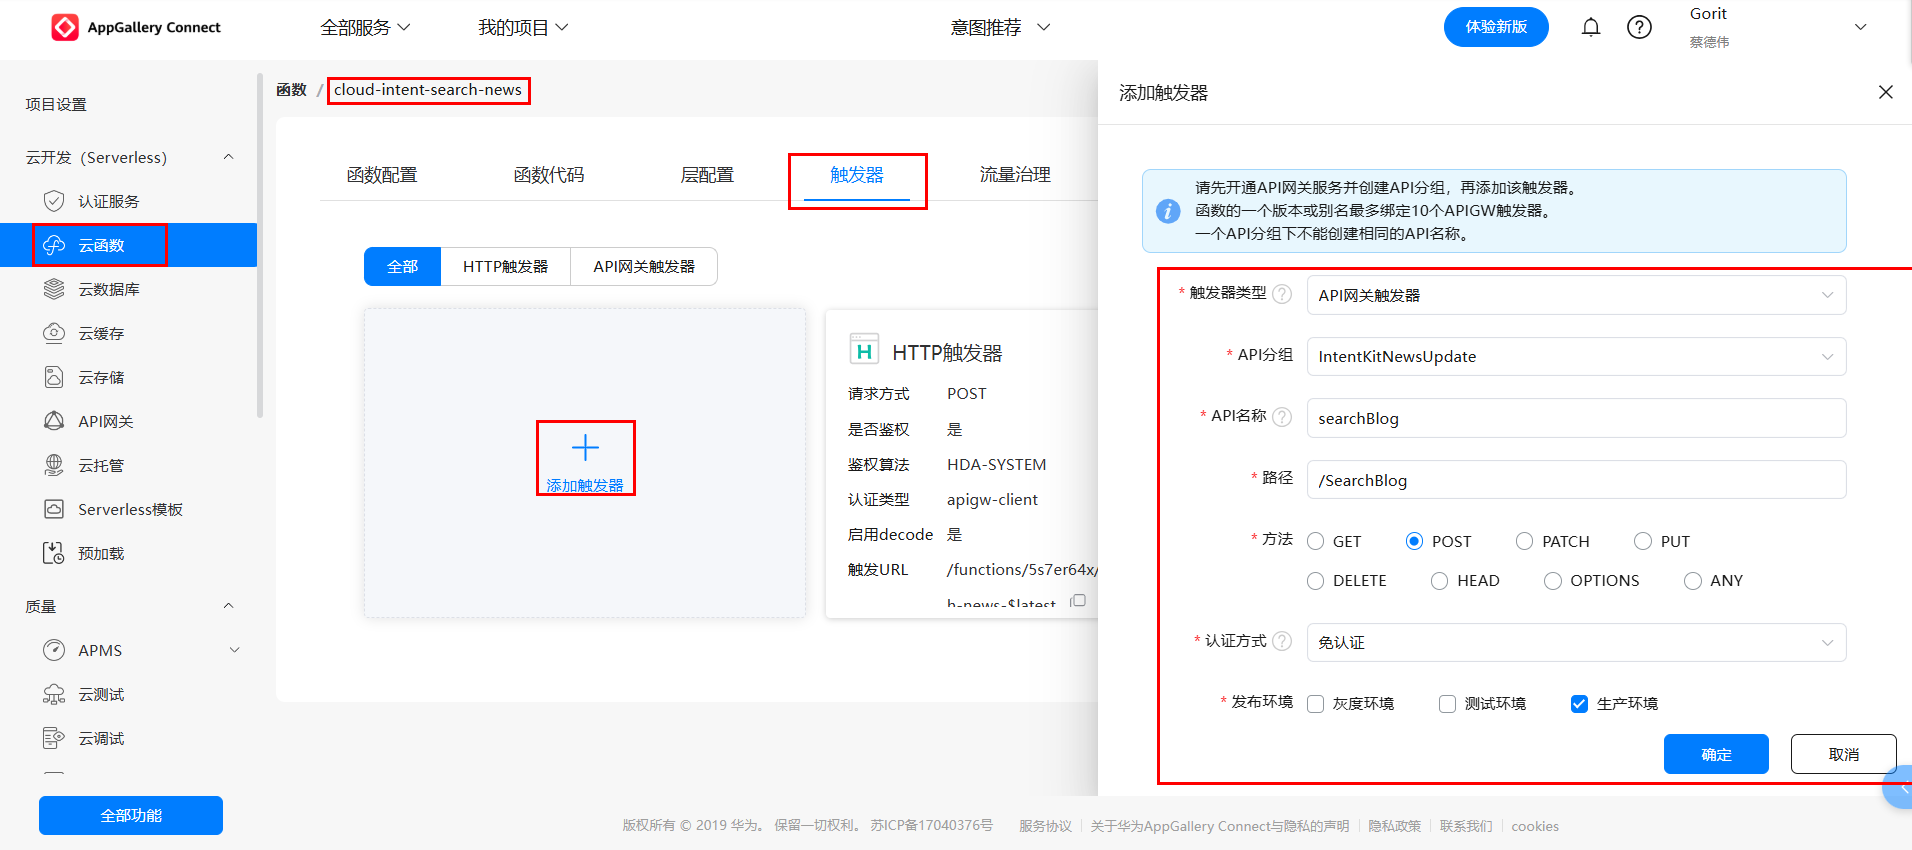 AppGallery Connect
全部服务
我的项目
意图推荐
体验新版
Gorit
蔡德伟
项目设置
云开发（Serverless）
认证服务
云函数
云数据库
云缓存
云存储
API网关
云托管
Serverless模板
预加载
质量
APMS
云测试
云调试
全部功能
函数 / cloud-intent-search-news
函数配置
函数代码
层配置
触发器
流量治理
全部
HTTP触发器
API网关触发器
添加触发器
HTTP触发器
请求方式 POST
是否鉴权 是
鉴权算法 HDA-SYSTEM
认证类型 apigw-client
启用decode 是
触发URL /functions/5s7er64x/
h-news-$latest
添加触发器
请先开通API网关服务并创建API分组，再添加该触发器。
函数的一个版本或别名最多绑定10个APIGW触发器。
一个API分组下不能创建相同的API名称。
* 触发器类型 API网关触发器
* API分组 IntentKitNewsUpdate
* API名称 searchBlog
* 路径 /SearchBlog
* 方法 GET POST PATCH PUT
DELETE HEAD OPTIONS ANY
* 认证方式 免认证
* 发布环境 灰度环境 测试环境 生产环境
确定
取消
版权所有 © 2019 华为。 保留一切权利。 苏ICP备17040376号 服务协议 关于华为AppGallery Connect与隐私的声明 隐私政策 联系我们 cookies